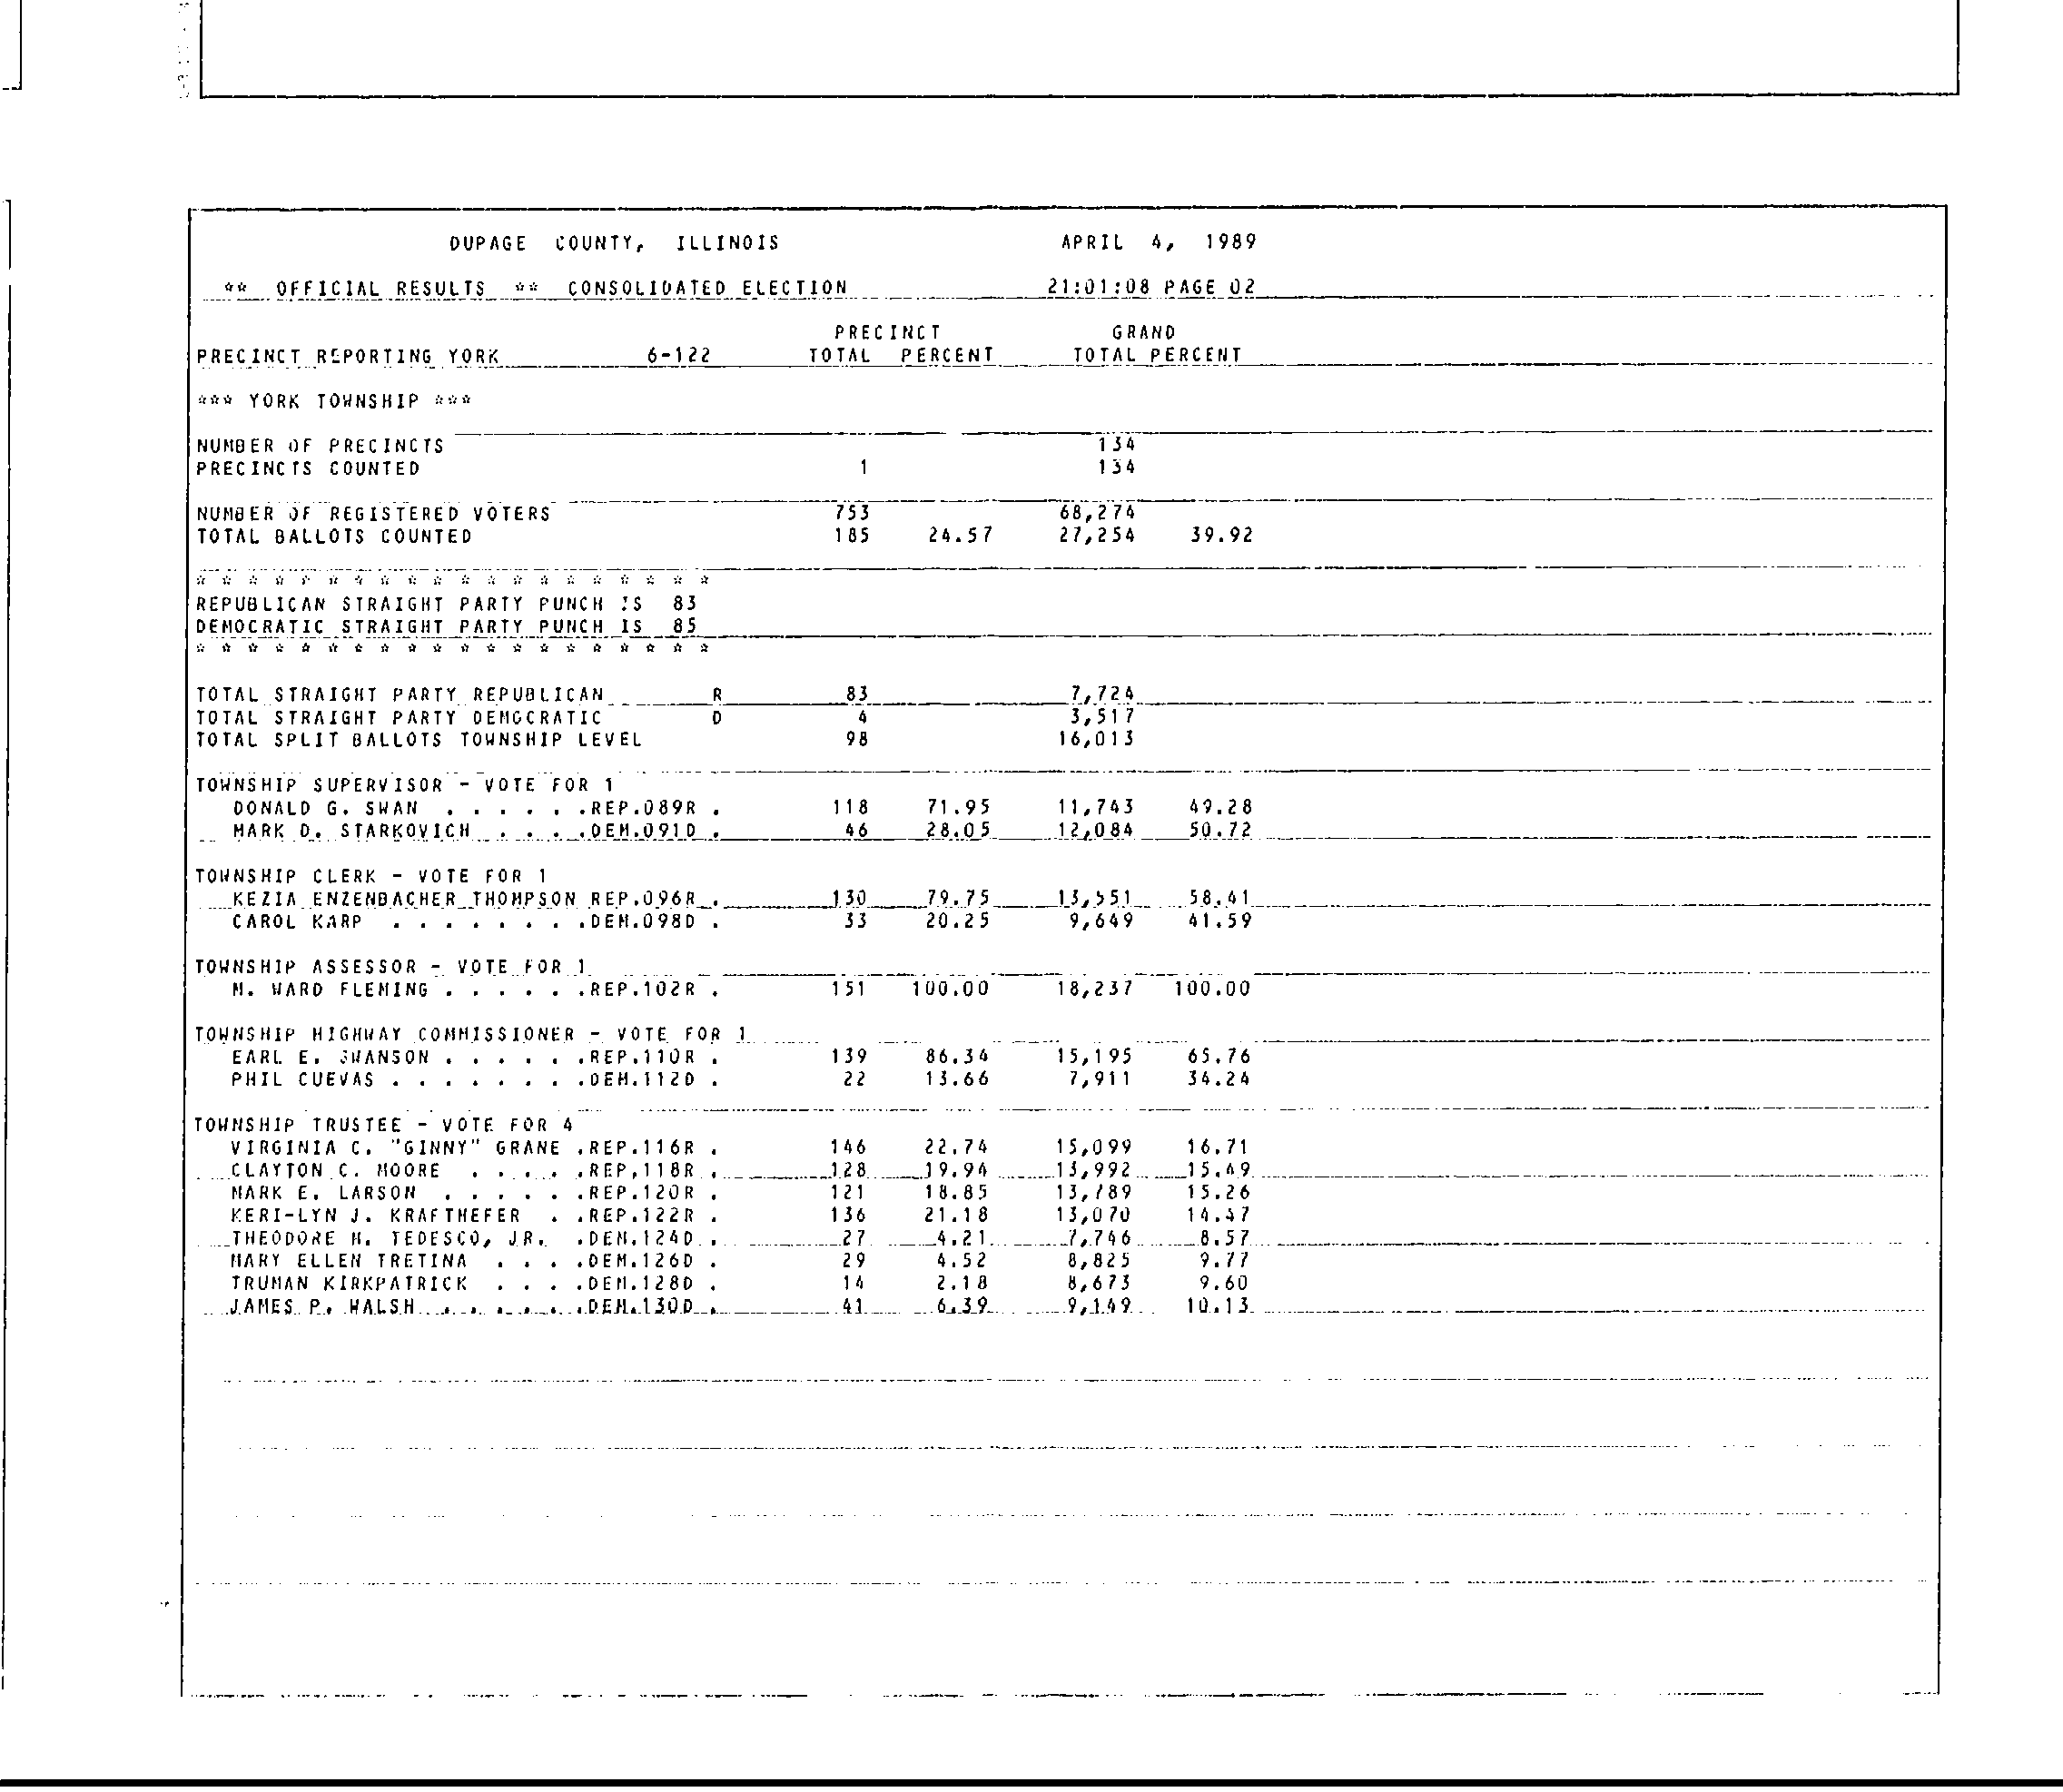 DUPAGE COUNTY, ILLINOIS APRIL 4, 1989
** OFFICIAL RESULTS ** CONSOLIDATED ELECTION 21:01:08 PAGE 02
PRECINCT GRAND
PRECINCT REPORTING YORK 6-122 TOTAL PERCENT TOTAL PERCENT
*** YORK TOWNSHIP ***
NUMBER OF PRECINCTS 134
PRECINCTS COUNTED 1 134
NUMBER OF REGISTERED VOTERS 753 68,274
TOTAL BALLOTS COUNTED 185 24.57 27,254 39.92
* * * * * * * * * * * * * * * * * * * *
REPUBLICAN STRAIGHT PARTY PUNCH IS 83
DEMOCRATIC STRAIGHT PARTY PUNCH IS 85
* * * * * * * * * * * * * * * * * * * *
TOTAL STRAIGHT PARTY REPUBLICAN R 83 7,724
TOTAL STRAIGHT PARTY DEMOCRATIC D 4 3,517
TOTAL SPLIT BALLOTS TOWNSHIP LEVEL 98 16,013
TOWNSHIP SUPERVISOR - VOTE FOR 1
DONALD G. SWAN . . . . . .REP.089R . 118 71.95 11,743 49.28
MARK D. STARKOVICH . . . .DEM.091D . 46 28.05 12,084 50.72
TOWNSHIP CLERK - VOTE FOR 1
KEZIA ENZENBACHER THOMPSON REP.096R . 130 79.75 13,551 58.41
CAROL KARP . . . . . . . .DEM.098D . 33 20.25 9,649 41.59
TOWNSHIP ASSESSOR - VOTE FOR 1
M. WARD FLEMING . . . . . .REP.102R . 151 100.00 18,237 100.00
TOWNSHIP HIGHWAY COMMISSIONER - VOTE FOR 1
EARL E. SWANSON . . . . . .REP.110R . 139 86.34 15,195 65.76
PHIL CUEVAS . . . . . . . .DEM.112D . 22 13.66 7,911 34.24
TOWNSHIP TRUSTEE - VOTE FOR 4
VIRGINIA C. "GINNY" GRANE .REP.116R . 146 22.74 15,099 16.71
CLAYTON C. MOORE . . . . .REP.118R . 128 19.94 13,992 15.49
MARK E. LARSON . . . . . .REP.120R . 121 18.85 13,789 15.26
KERI-LYN J. KRAFTHEFER . .REP.122R . 136 21.18 13,070 14.47
THEODORE M. TEDESCO, JR. .DEM.124D . 27 4.21 7,746 8.57
MARY ELLEN TRETINA . . . .DEM.126D . 29 4.52 8,825 9.77
TRUMAN KIRKPATRICK . . . .DEM.128D . 14 2.18 8,673 9.60
JAMES P. WALSH . . . . . .DEM.130D . 41 6.39 9,149 10.13